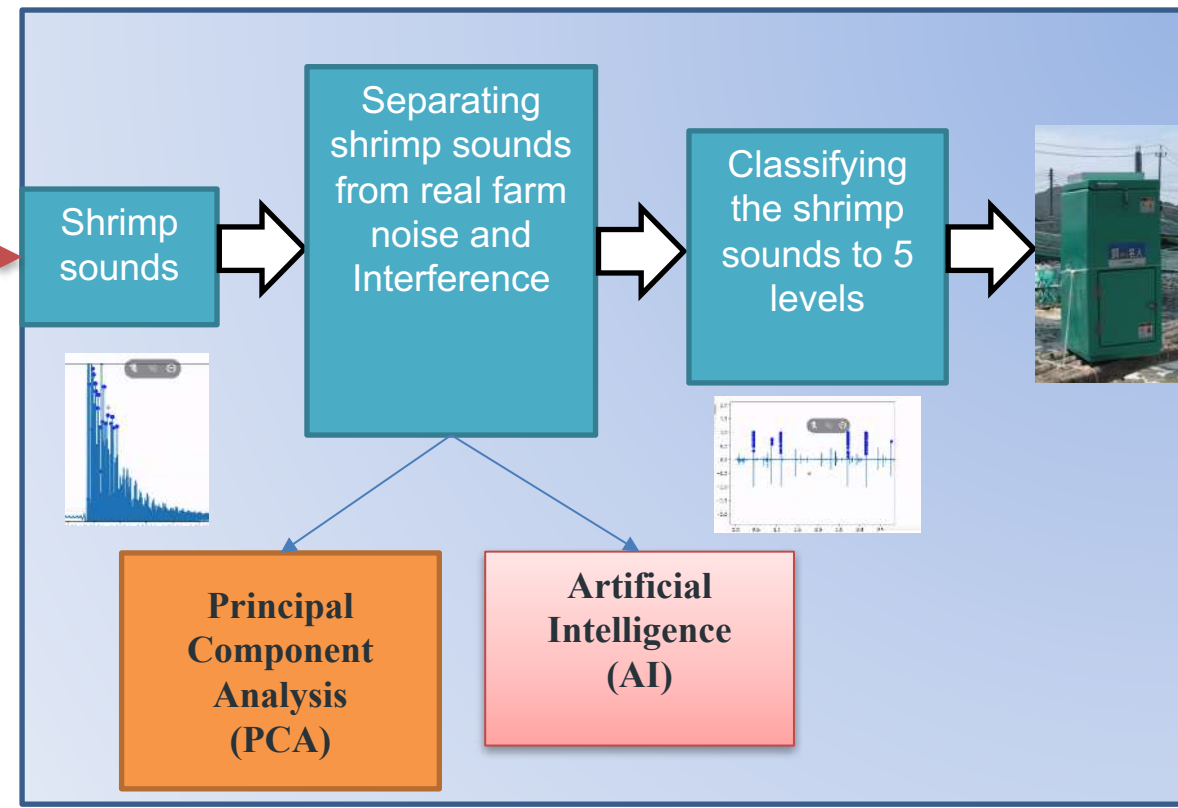 Shrimp
sounds
Separating
shrimp sounds
from real farm
noise and
Interference
Classifying
the shrimp
sounds to 5
levels
Principal
Component
Analysis
(PCA)
Artificial
Intelligence
(AI)